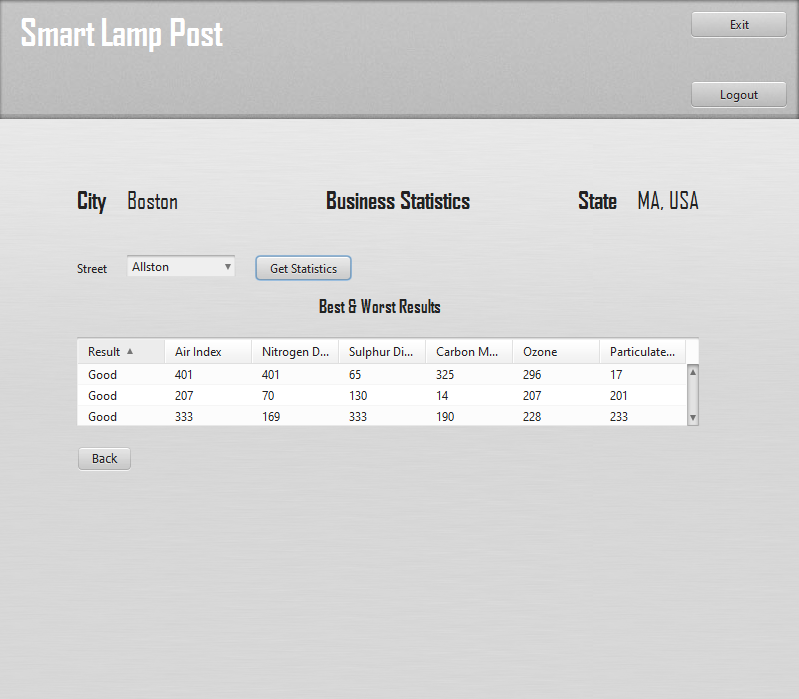 Smart Lamp Post
Exit
Logout
City Boston Business Statistics State MA, USA
Street Allston Get Statistics
Best & Worst Results
Result Air Index Nitrogen D... Sulphur Di... Carbon M... Ozone Particulate...
Good 401 401 65 325 296 17
Good 207 70 130 14 207 201
Good 333 169 333 190 228 233
Back